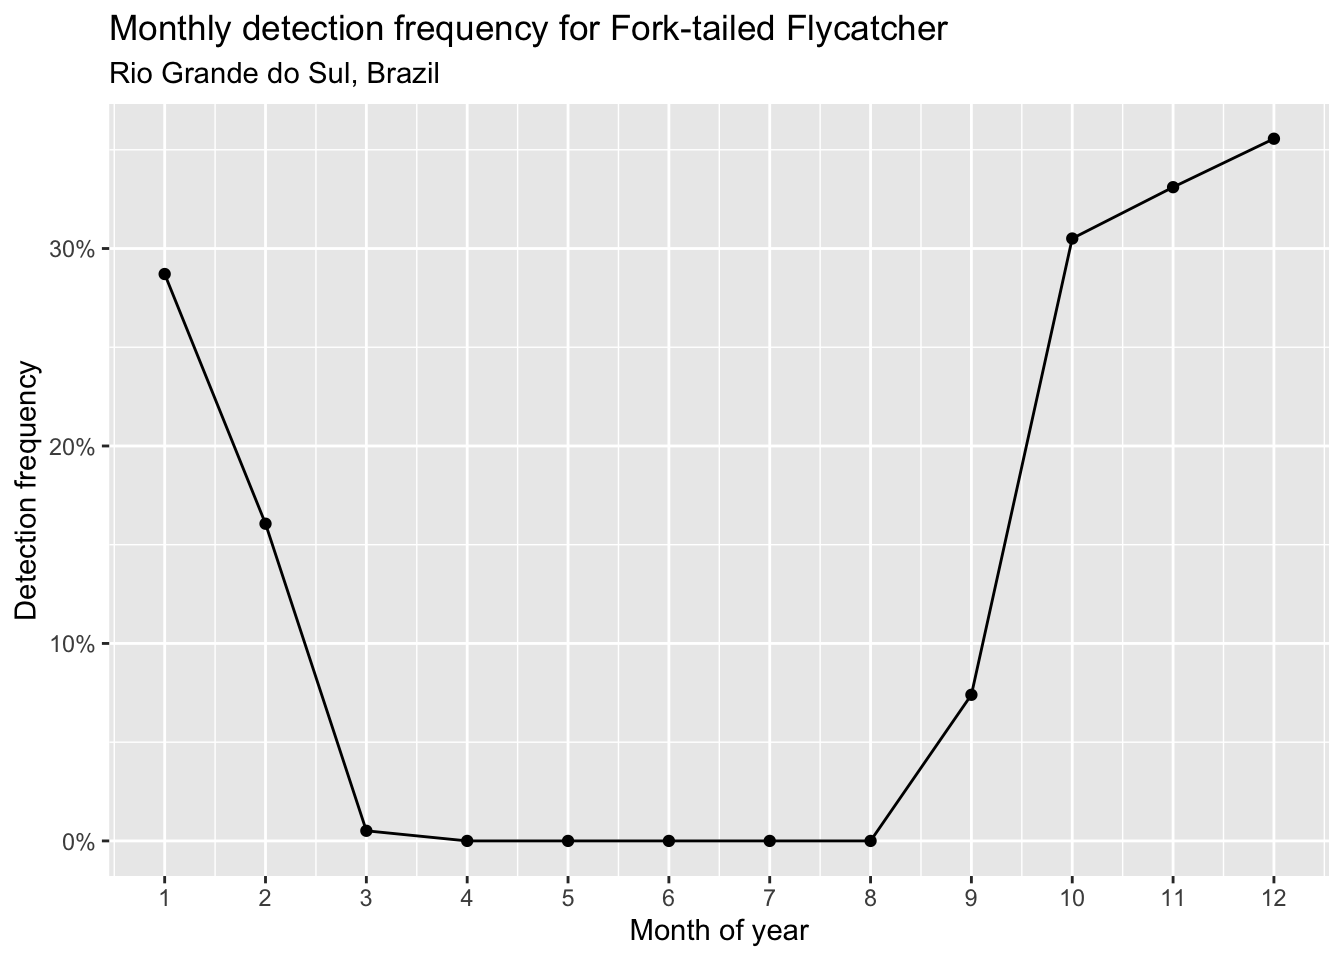 Monthly detection frequency for Fork-tailed Flycatcher
Rio Grande do Sul, Brazil
Detection frequency
30%
20%
10%
0%
1 2 3 4 5 6 7 8 9 10 11 12
Month of year